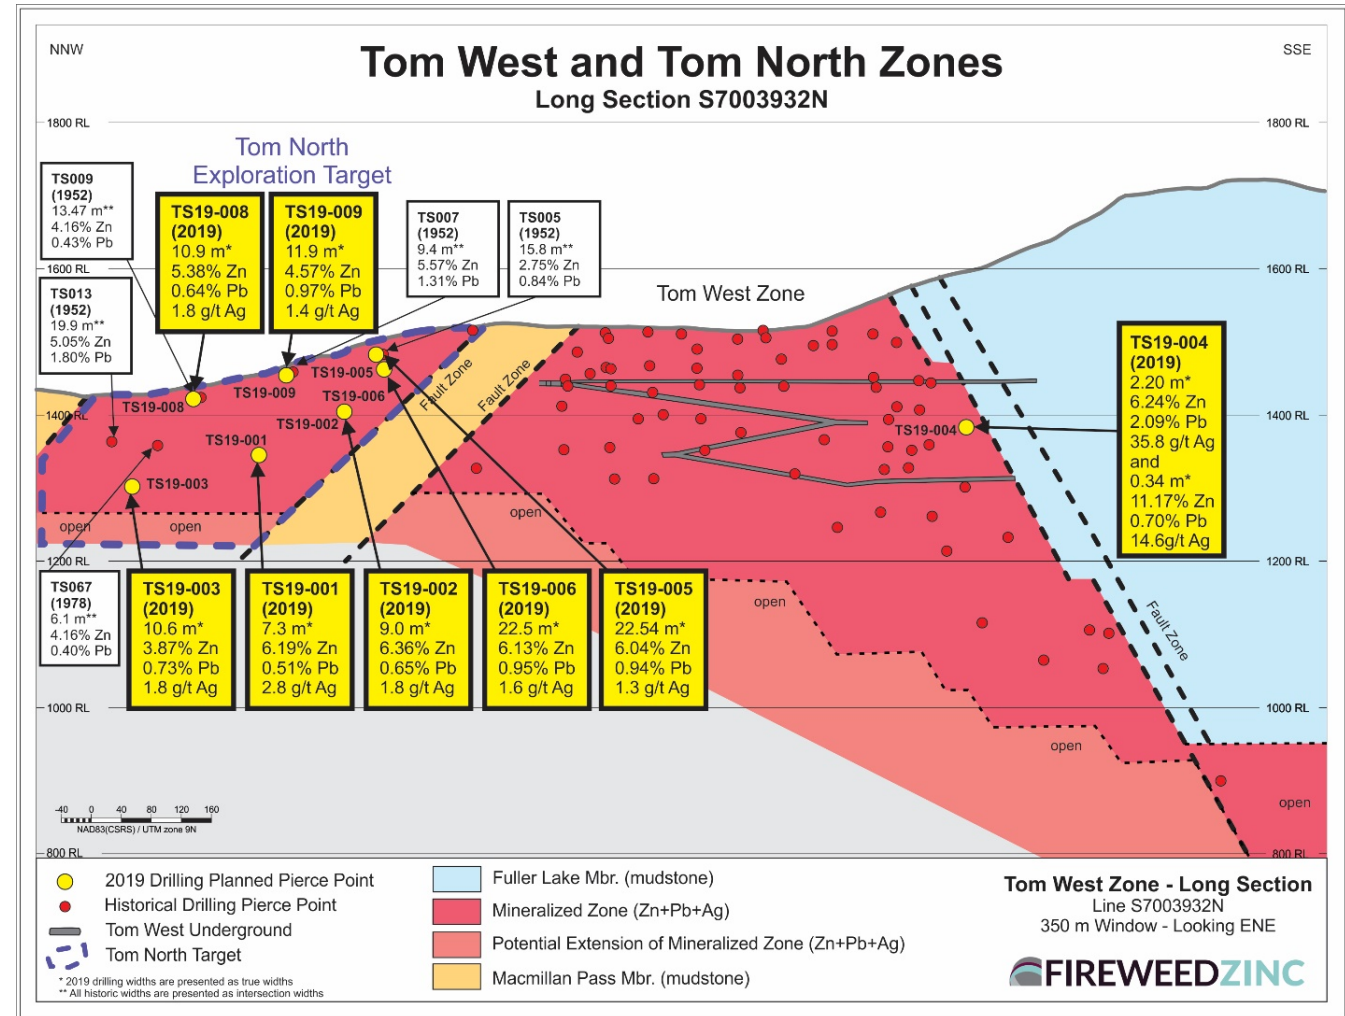 NNW
SSE
Tom West and Tom North Zones
Long Section S7003932N
1800 RL
1800 RL
Tom North
Exploration Target
TS009
(1952)
13.47 m**
4.16% Zn
0.43% Pb
TS19-008
(2019)
10.9 m*
5.38% Zn
0.64% Pb
1.8 g/t Ag
TS19-009
(2019)
11.9 m*
4.57% Zn
0.97% Pb
1.4 g/t Ag
TS007
(1952)
9.4 m**
5.57% Zn
1.31% Pb
TS005
(1952)
15.8 m**
2.75% Zn
0.84% Pb
1600 RL
1600 RL
TS013
(1952)
19.9 m**
5.05% Zn
1.80% Pb
Tom West Zone
TS19-004
(2019)
2.20 m*
6.24% Zn
2.09% Pb
35.8 g/t Ag
and
0.34 m*
11.17% Zn
0.70% Pb
14.6g/t Ag
TS19-005
TS19-009
TS19-006
TS19-008
1400 RL
1400 RL
TS19-002
TS19-001
TS19-003
TS19-004
Fault Zone
Fault Zone
open
open
open
1200 RL
1200 RL
TS067
(1978)
6.1 m**
4.16% Zn
0.40% Pb
TS19-003
(2019)
10.6 m*
3.87% Zn
0.73% Pb
1.8 g/t Ag
TS19-001
(2019)
7.3 m*
6.19% Zn
0.51% Pb
2.8 g/t Ag
TS19-002
(2019)
9.0 m*
6.36% Zn
0.65% Pb
1.8 g/t Ag
TS19-006
(2019)
22.5 m*
6.13% Zn
0.95% Pb
1.6 g/t Ag
TS19-005
(2019)
22.54 m*
6.04% Zn
0.94% Pb
1.3 g/t Ag
open
Fault Zone
1000 RL
1000 RL
open
open
-40 0 40 80 120 160
NAD83(CSRS) / UTM zone 9N
800 RL
800 RL
2019 Drilling Planned Pierce Point
Historical Drilling Pierce Point
Tom West Underground
Tom North Target
* 2019 drilling widths are presented as true widths
** All historic widths are presented as intersection widths
Fuller Lake Mbr. (mudstone)
Mineralized Zone (Zn+Pb+Ag)
Potential Extension of Mineralized Zone (Zn+Pb+Ag)
Macmillan Pass Mbr. (mudstone)
Tom West Zone - Long Section
Line S7003932N
350 m Window - Looking ENE
FIREWEEDZINC